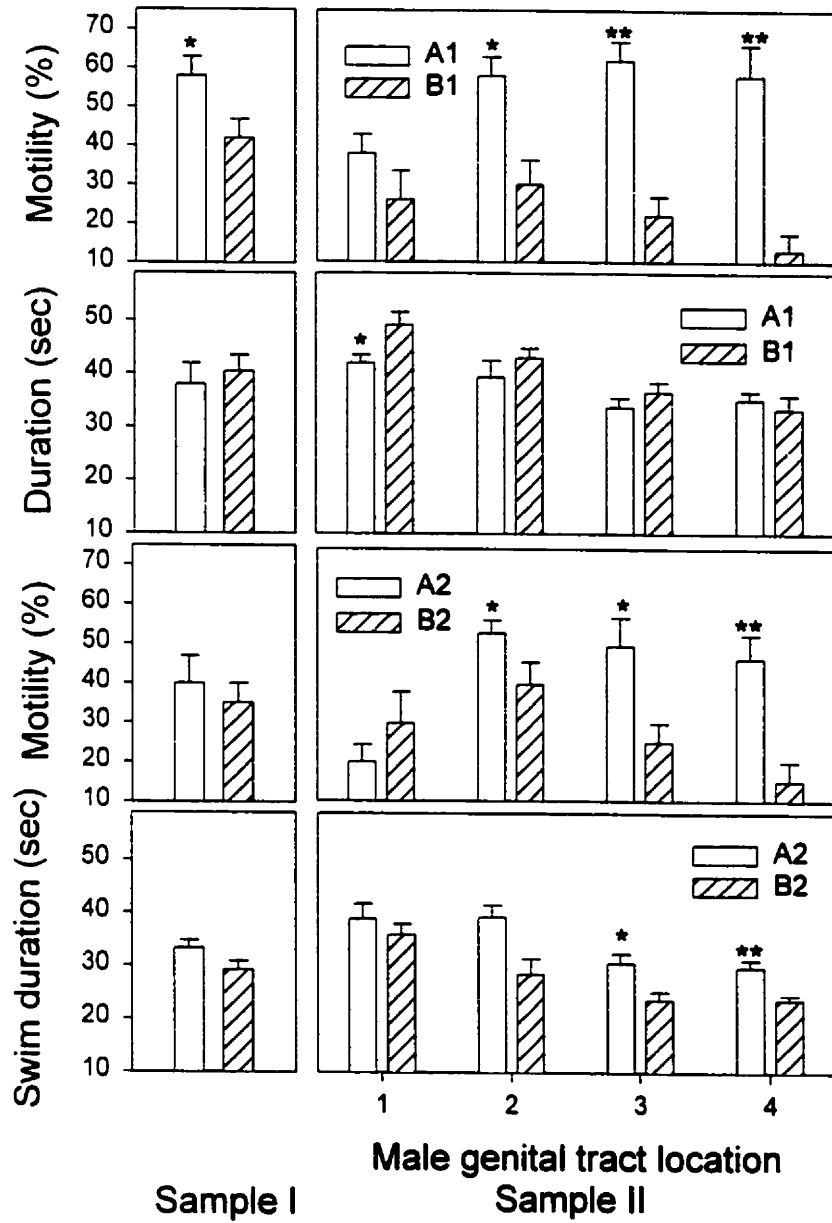 Motility (%)
70
60
50
40
30
20
10
*
A1
B1
*
**
**
Duration (sec)
50
40
30
20
10
*
A1
B1
Motility (%)
70
60
50
40
30
20
10
A2
B2
*
*
**
Swim duration (sec)
50
40
30
20
10
A2
B2
*
**
1 2 3 4
Male genital tract location
Sample I Sample II